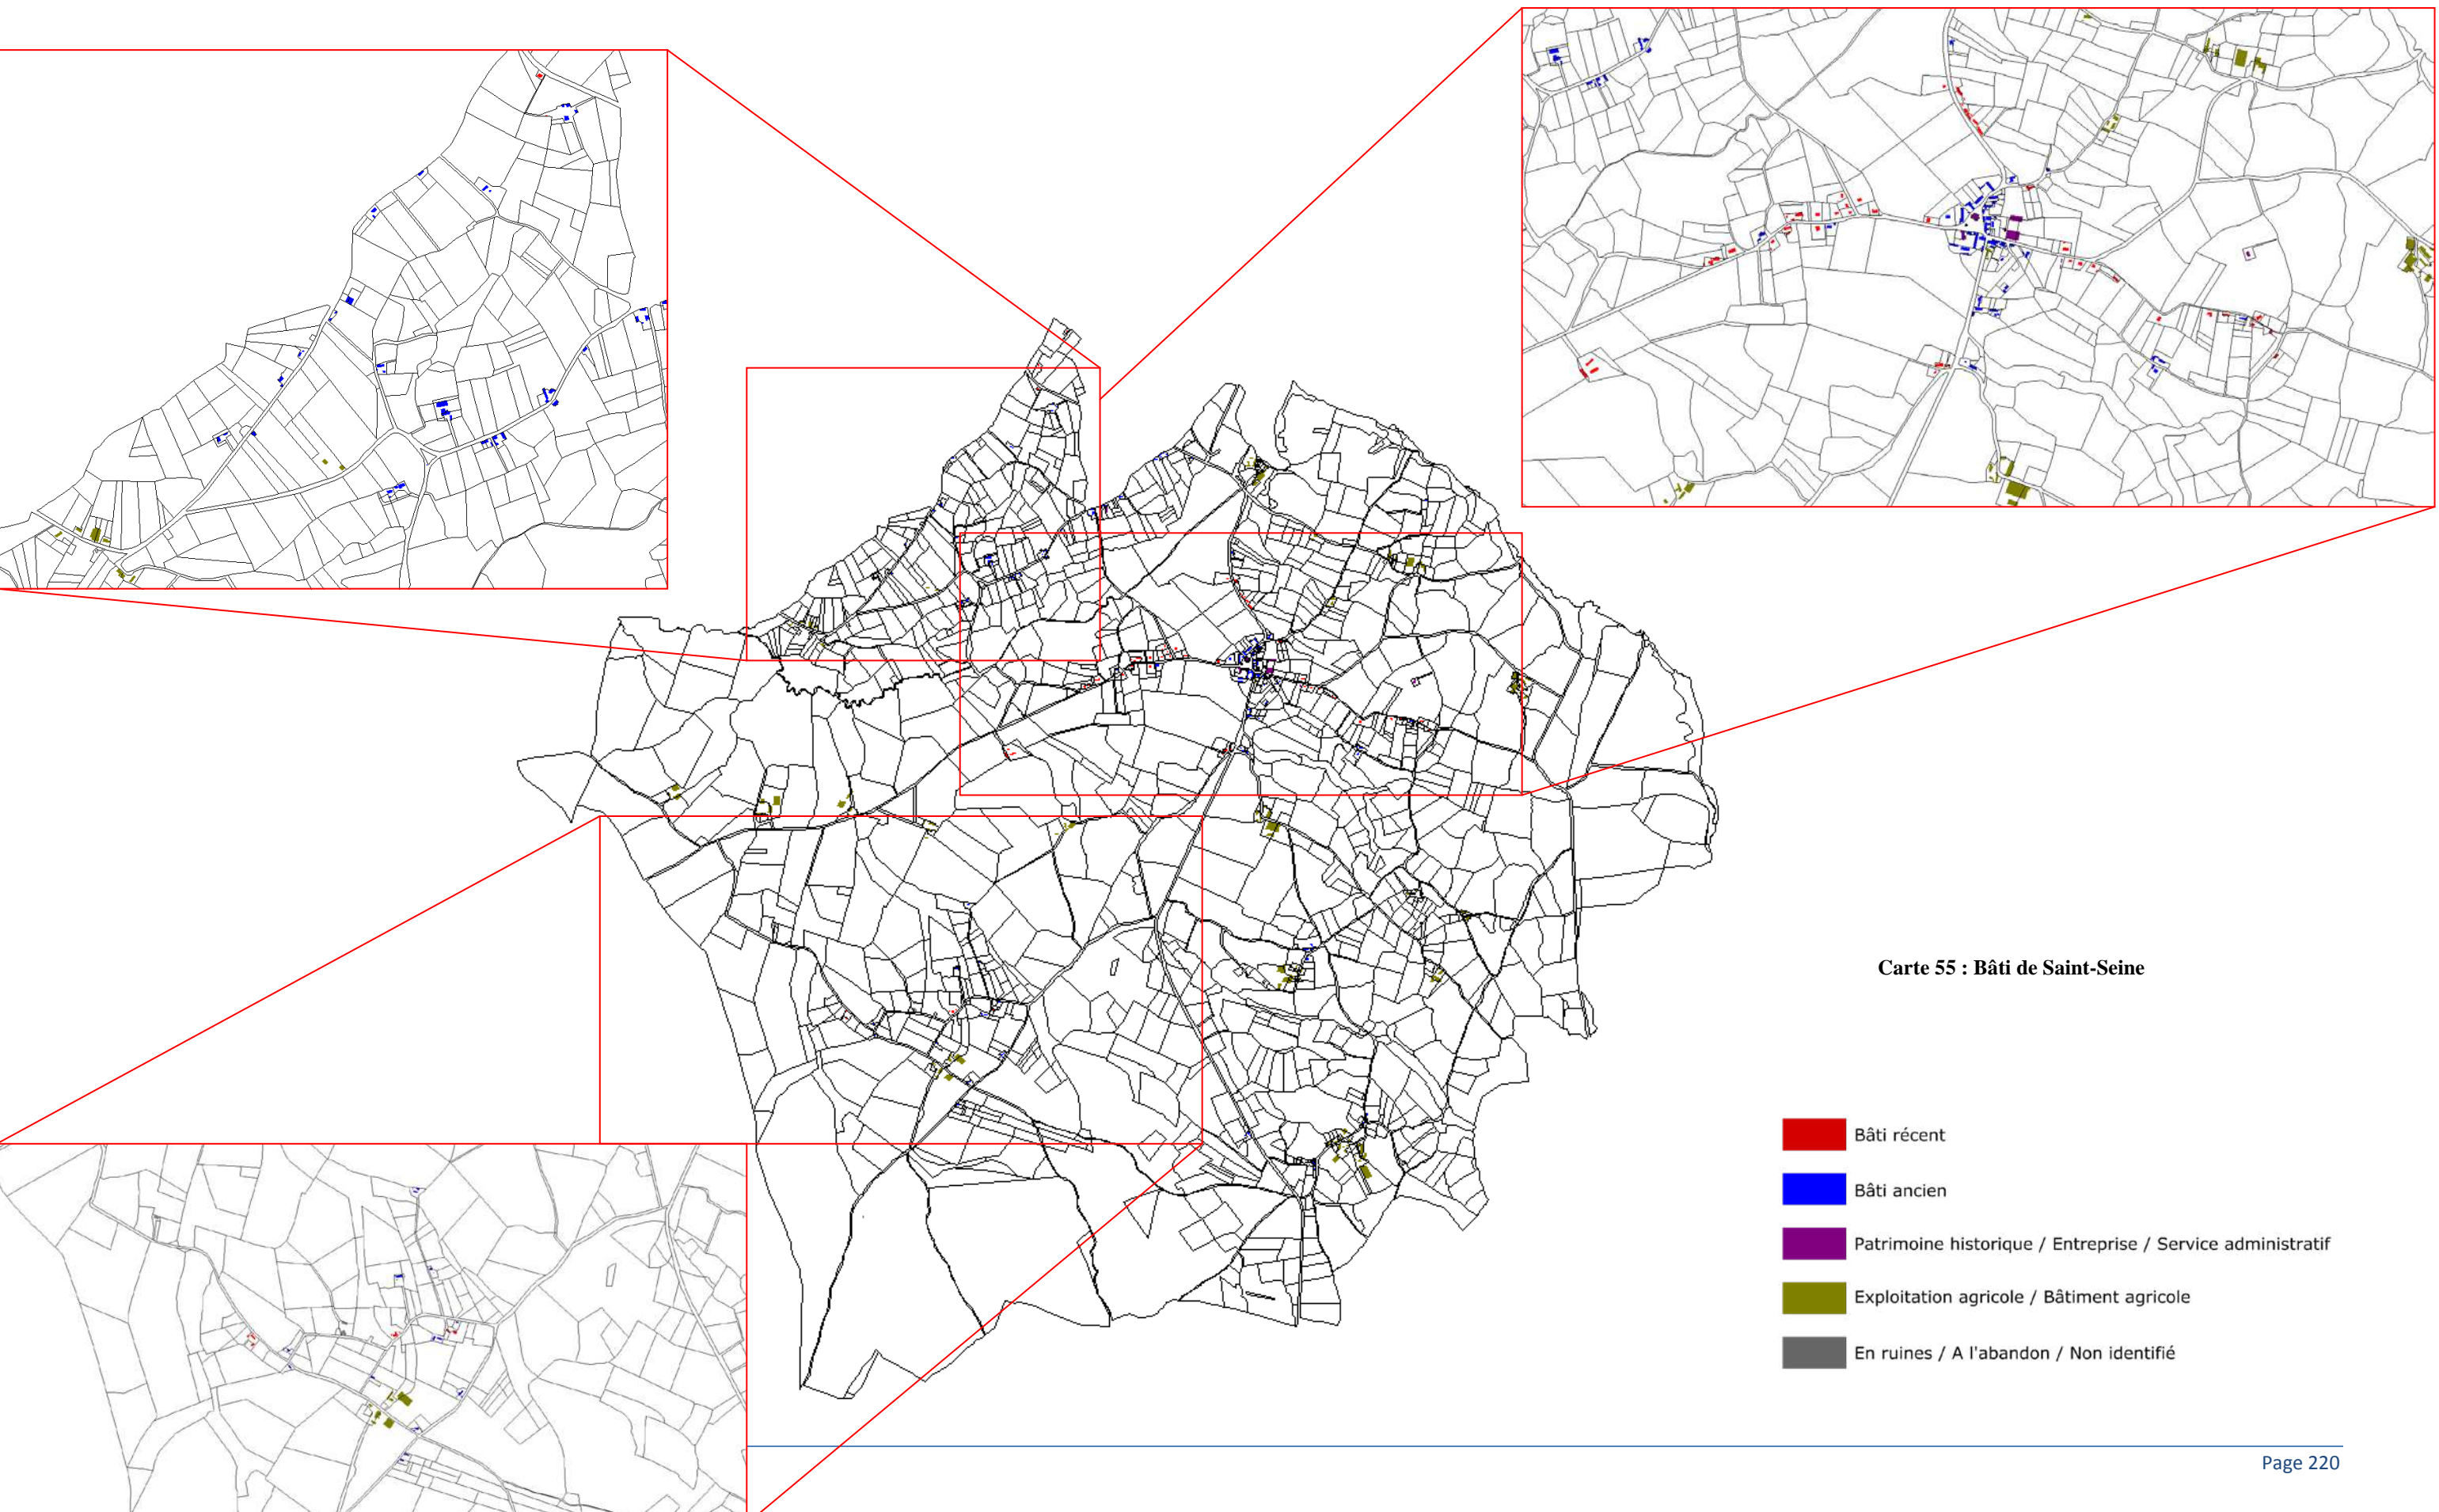 Carte 55 : Bâti de Saint-Seine
Bâti récent
Bâti ancien
Patrimoine historique / Entreprise / Service administratif
Exploitation agricole / Bâtiment agricole
En ruines / A l'abandon / Non identifié
Page 220